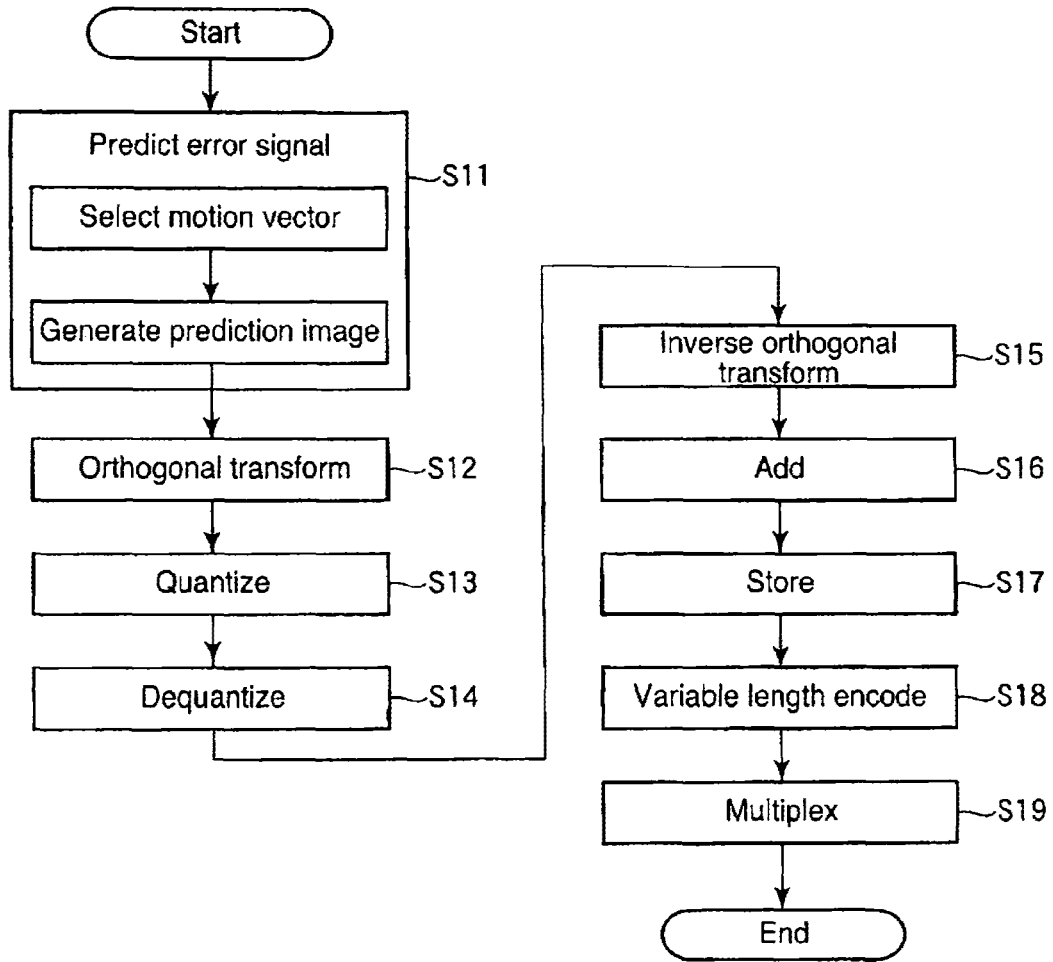 Start
Predict error signal
S11
Select motion vector
Generate prediction image
Orthogonal transform
S12
Quantize
S13
Dequantize
S14
Inverse orthogonal
transform
S15
Add
S16
Store
S17
Variable length encode
S18
Multiplex
S19
End